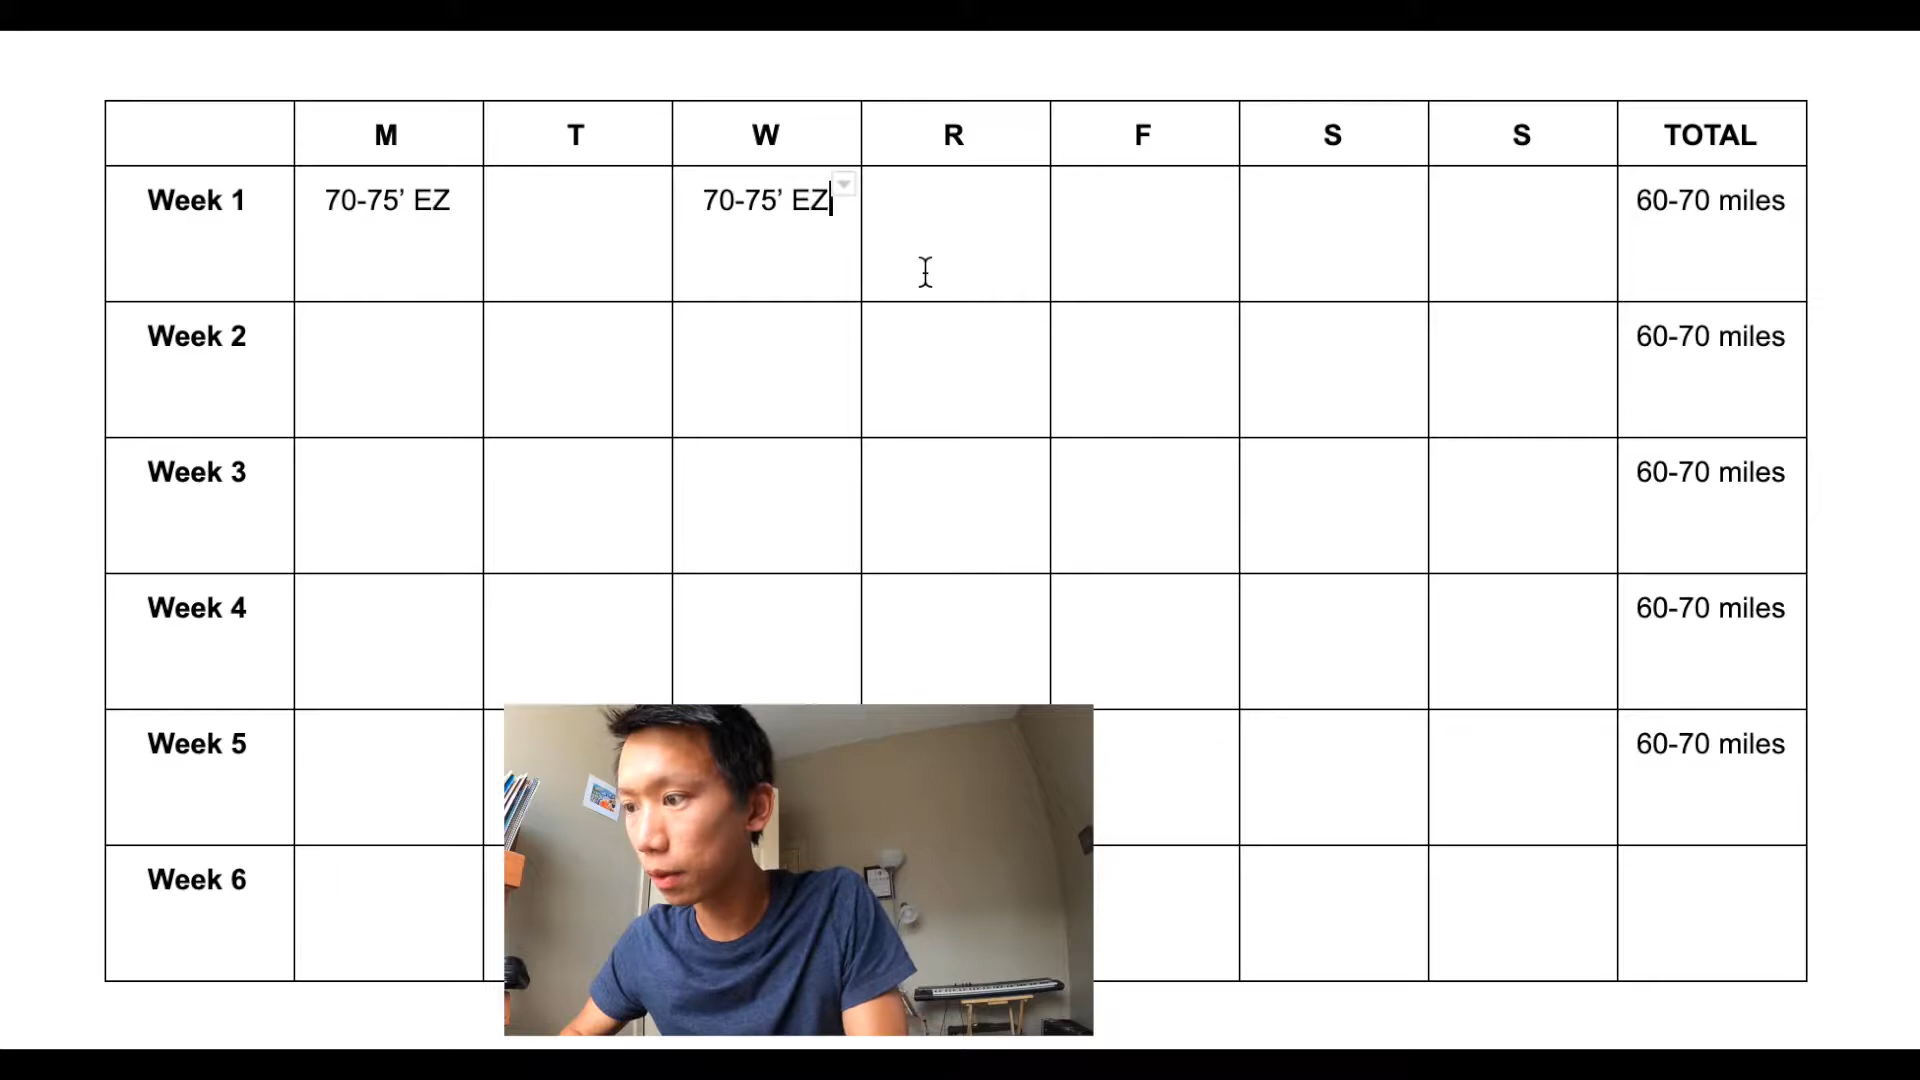 M T W R F S S TOTAL
Week 1 70-75’ EZ 70-75’ EZ 60-70 miles
Week 2 60-70 miles
Week 3 60-70 miles
Week 4 60-70 miles
Week 5 60-70 miles
Week 6